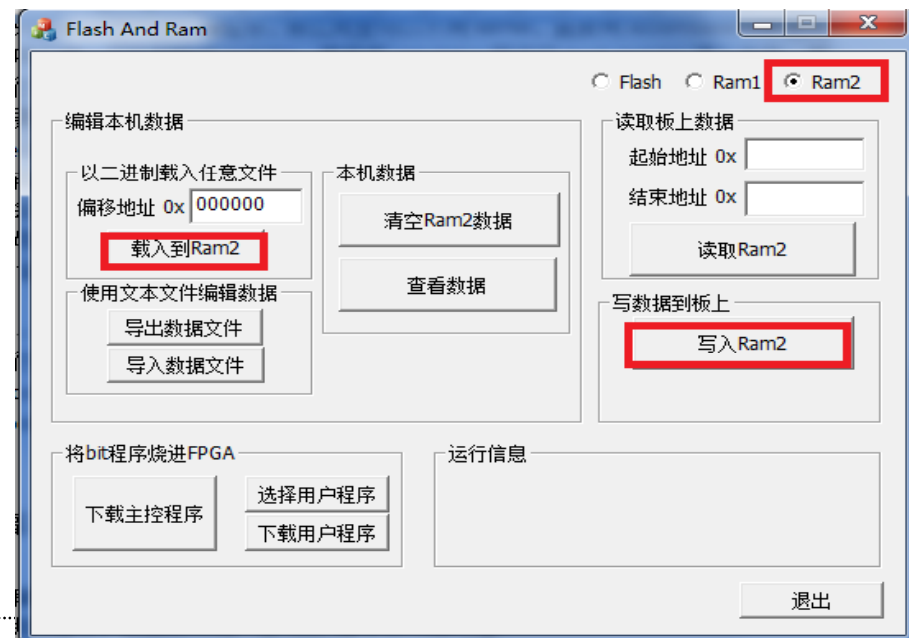 Flash And Ram
Flash Ram1 Ram2
编辑本机数据
以二进制载入任意文件
偏移地址 0x 000000
载入到Ram2
使用文本文件编辑数据
导出数据文件
导入数据文件
本机数据
清空Ram2数据
查看数据
读取板上数据
起始地址 0x
结束地址 0x
读取Ram2
写数据到板上
写入Ram2
将bit程序烧进FPGA
下载主控程序
选择用户程序
下载用户程序
运行信息
退出